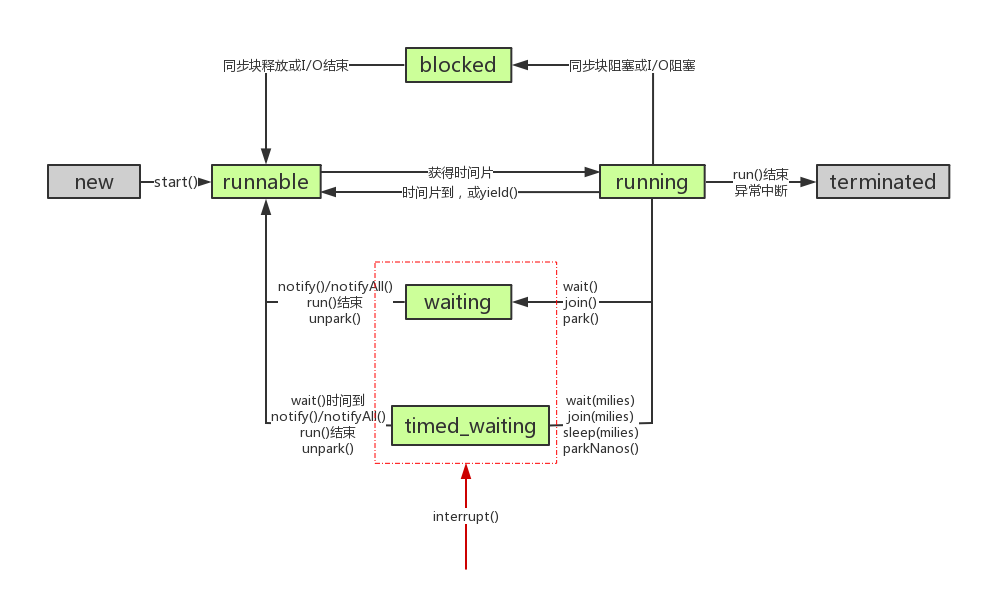 blocked
同步块释放或I/O结束
同步块阻塞或I/O阻塞
new
start()
runnable
获得时间片
时间片到，或yield()
running
run()结束
异常中断
terminated
notify()/notifyAll()
run()结束
unpark()
waiting
wait()
join()
park()
wait()时间到
notify()/notifyAll()
run()结束
unpark()
timed_waiting
wait(milies)
join(milies)
sleep(milies)
parkNanos()
interrupt()